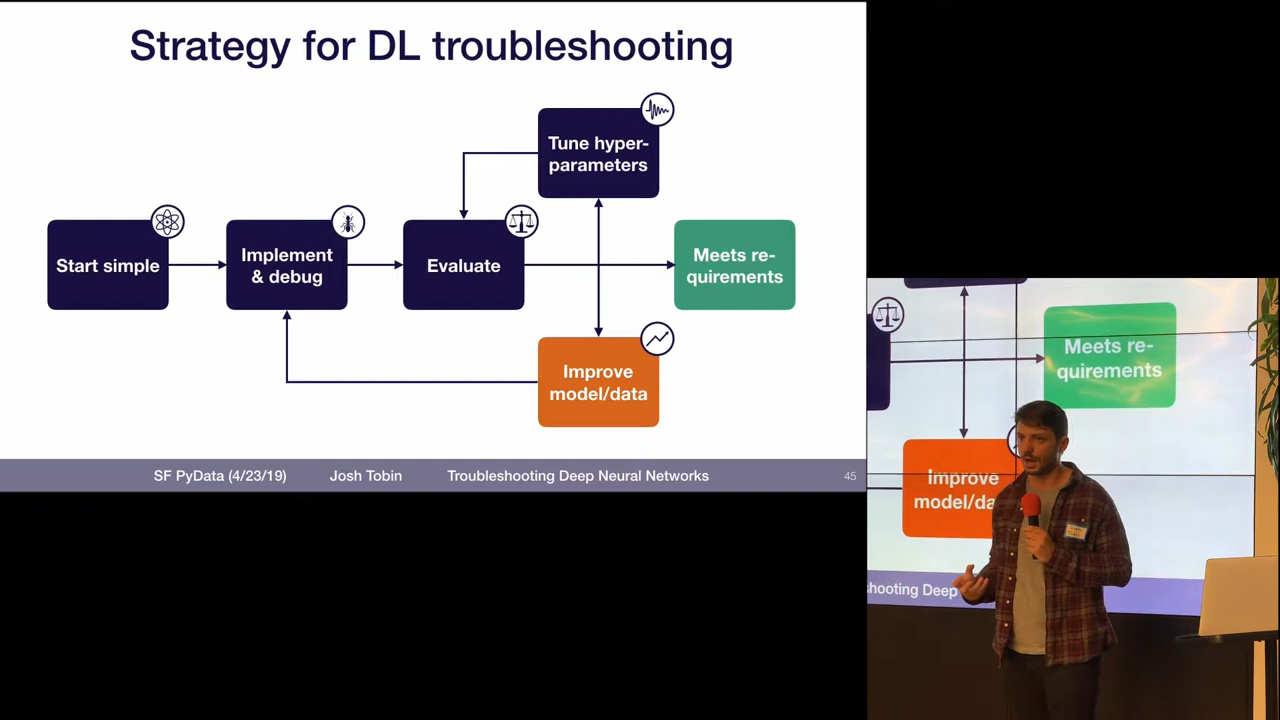 Strategy for DL troubleshooting
Tune hyper-
parameters
Start simple
Implement
& debug
Evaluate
Meets re-
quirements
Improve
model/data
SF PyData (4/23/19) Josh Tobin Troubleshooting Deep Neural Networks 45
Meets re-
quirements
Improve
model/da
hooting Deep